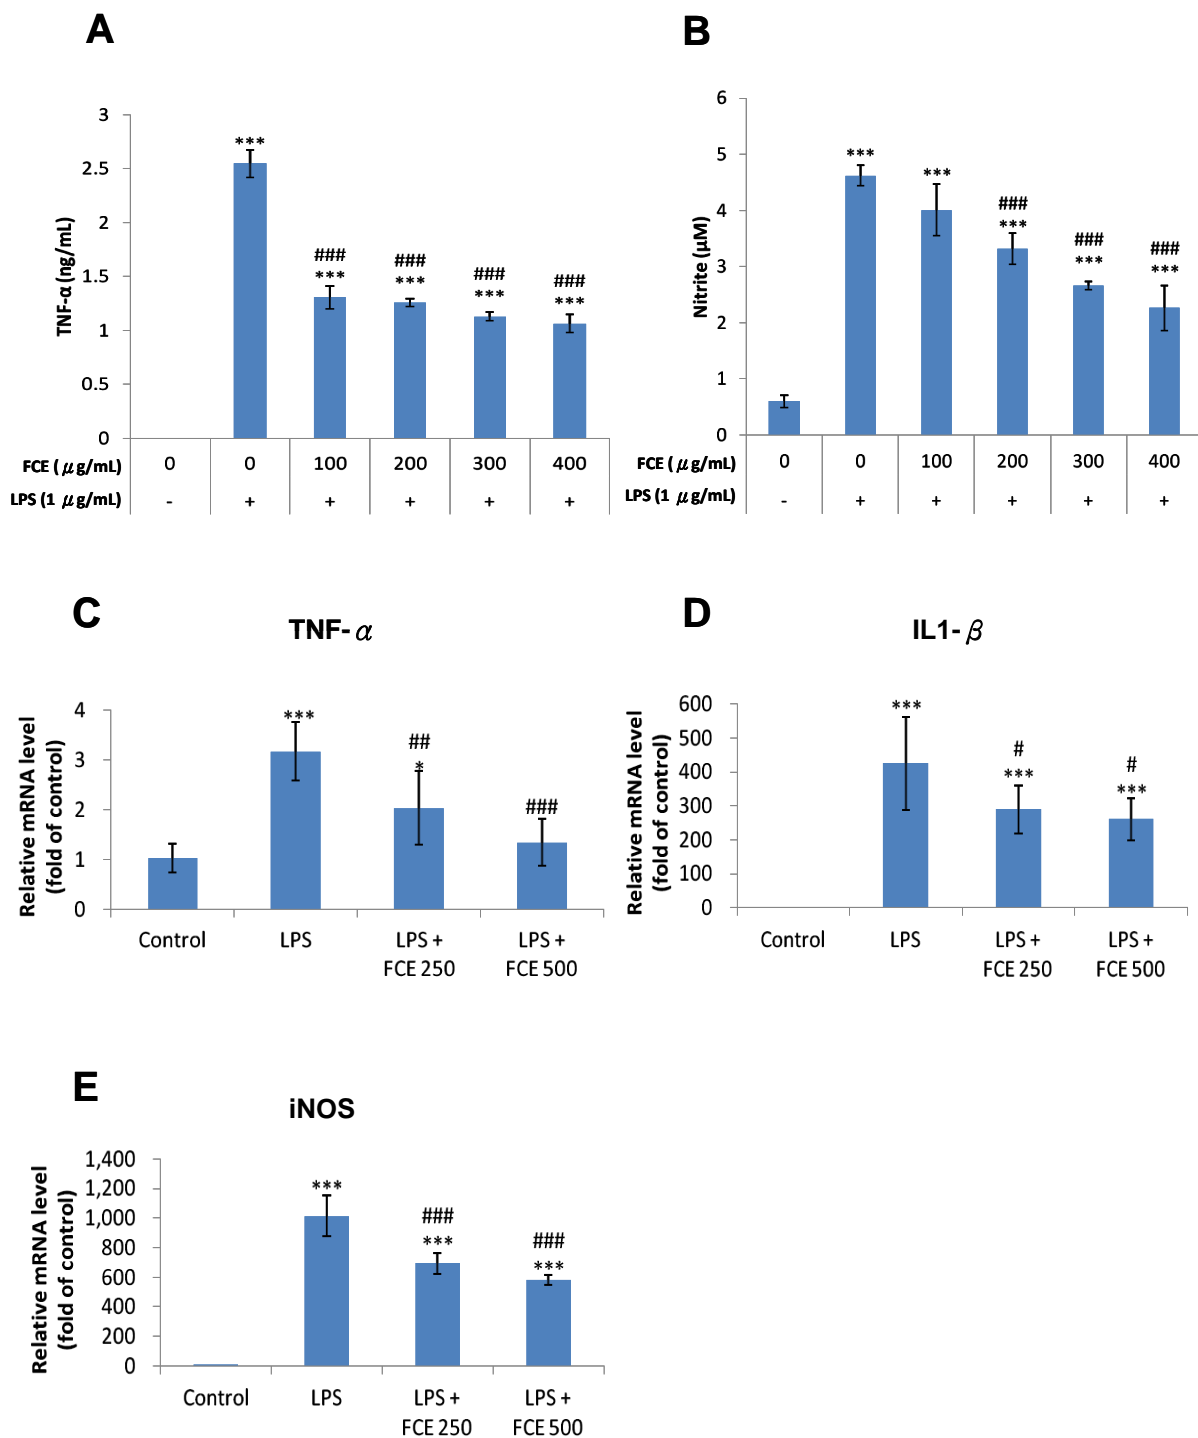 A
TNF-α (ng/mL)
3
2.5
2
1.5
1
0.5
0
***
###
***
###
***
###
***
###
***
FCE ( μg/mL) 0 0 100 200 300 400
LPS (1 μg/mL) - + + + + +
B
Nitrite (μM)
6
5
4
3
2
1
0
***
***
###
***
###
***
###
***
FCE ( μg/mL) 0 0 100 200 300 400
LPS (1 μg/mL) - + + + + +
C
TNF-α
Relative mRNA level
(fold of control)
4
3
2
1
0
***
##
*
###
Control LPS LPS + LPS +
FCE 250 FCE 500
D
IL1-β
Relative mRNA level
(fold of control)
600
500
400
300
200
100
0
***
#
***
#
***
Control LPS LPS + LPS +
FCE 250 FCE 500
E
iNOS
Relative mRNA level
(fold of control)
1,400
1,200
1,000
800
600
400
200
0
***
###
***
###
***
Control LPS LPS + LPS +
FCE 250 FCE 500